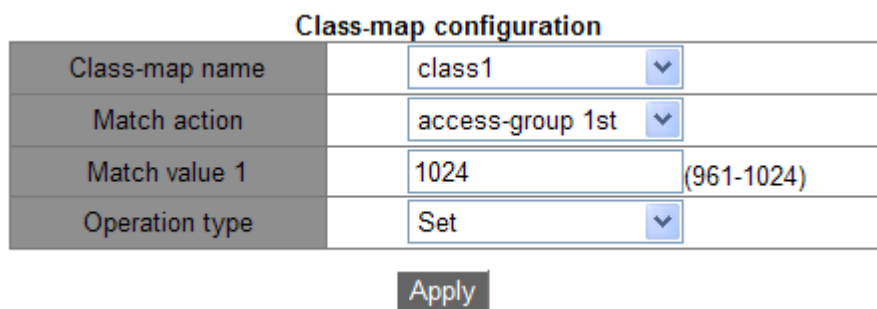 Class-map configuration
Class-map name class1
Match action access-group 1st
Match value 1 1024 (961-1024)
Operation type Set
Apply